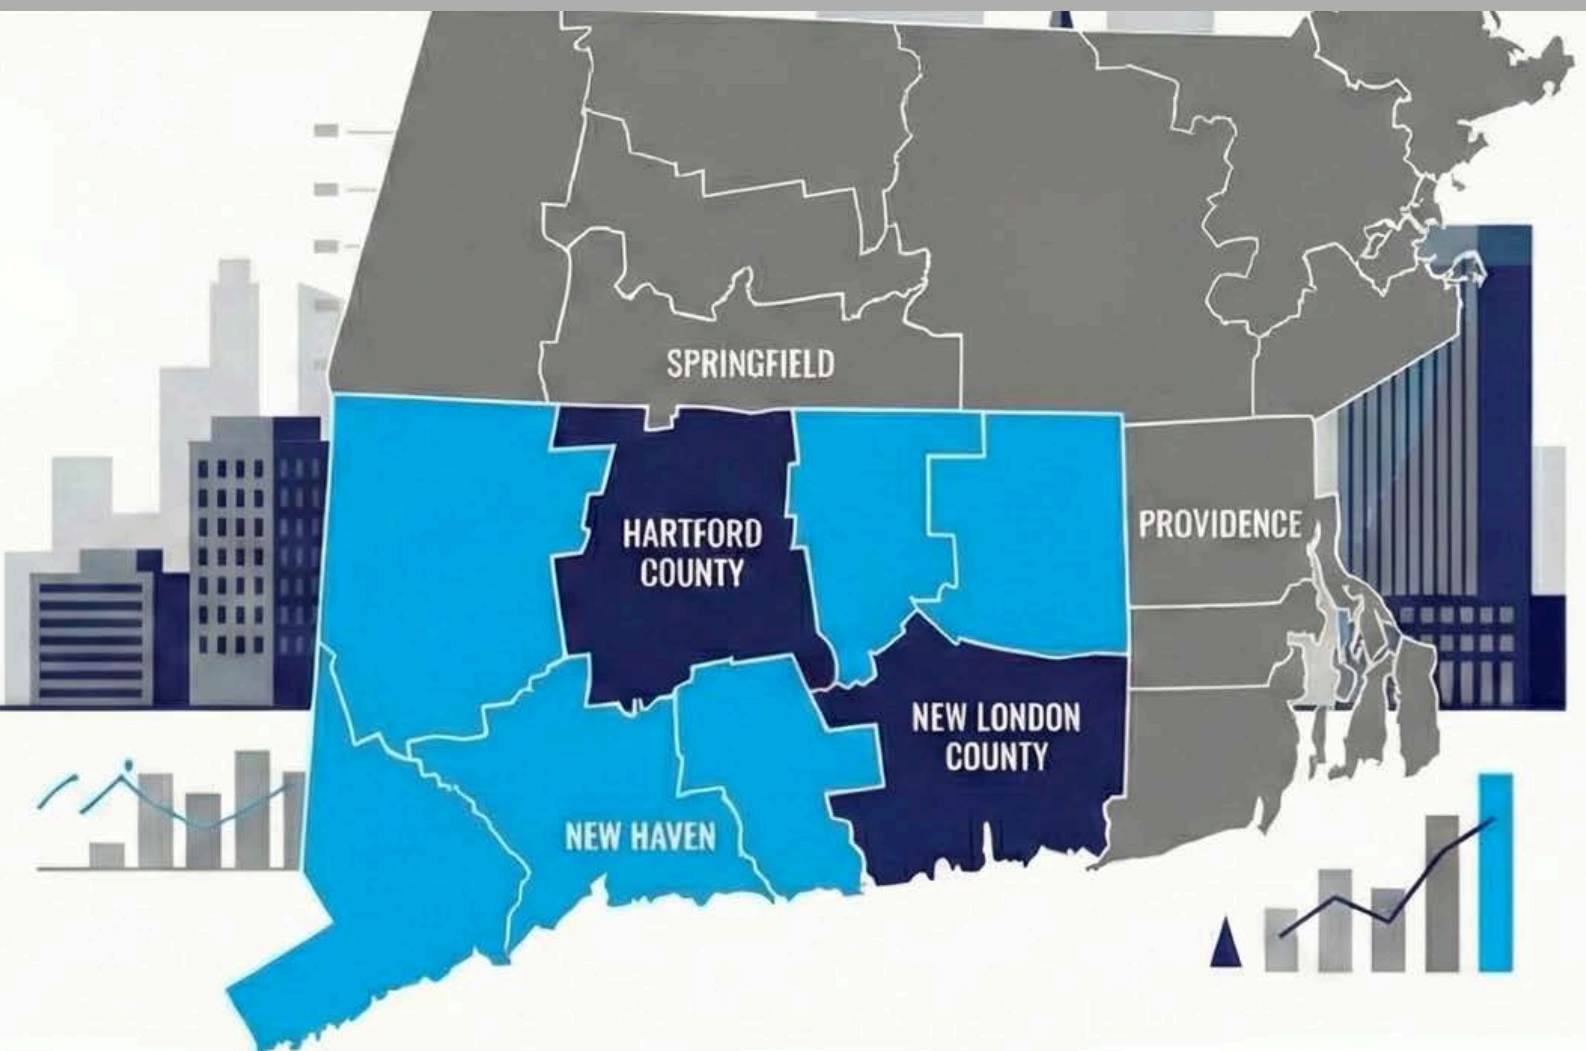 SPRINGFIELD
HARTFORD
COUNTY
PROVIDENCE
NEW LONDON
COUNTY
NEW HAVEN